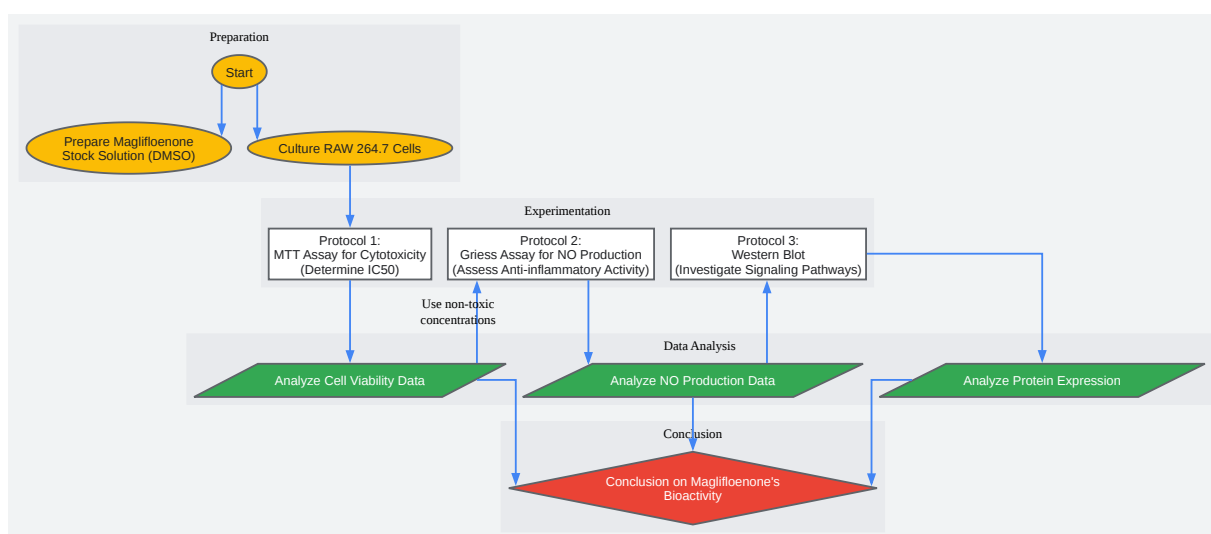 Preparation
Start
Prepare Maglifloenone
Stock Solution (DMSO)
Culture RAW 264.7 Cells
Experimentation
Protocol 1:
MTT Assay for Cytotoxicity
(Determine IC50)
Protocol 2:
Griess Assay for NO Production
(Assess Anti-inflammatory Activity)
Protocol 3:
Western Blot
(Investigate Signaling Pathways)
Use non-toxic
concentrations
Data Analysis
Analyze Cell Viability Data
Analyze NO Production Data
Analyze Protein Expression
Conclusion
Conclusion on Maglifloenone's
Bioactivity